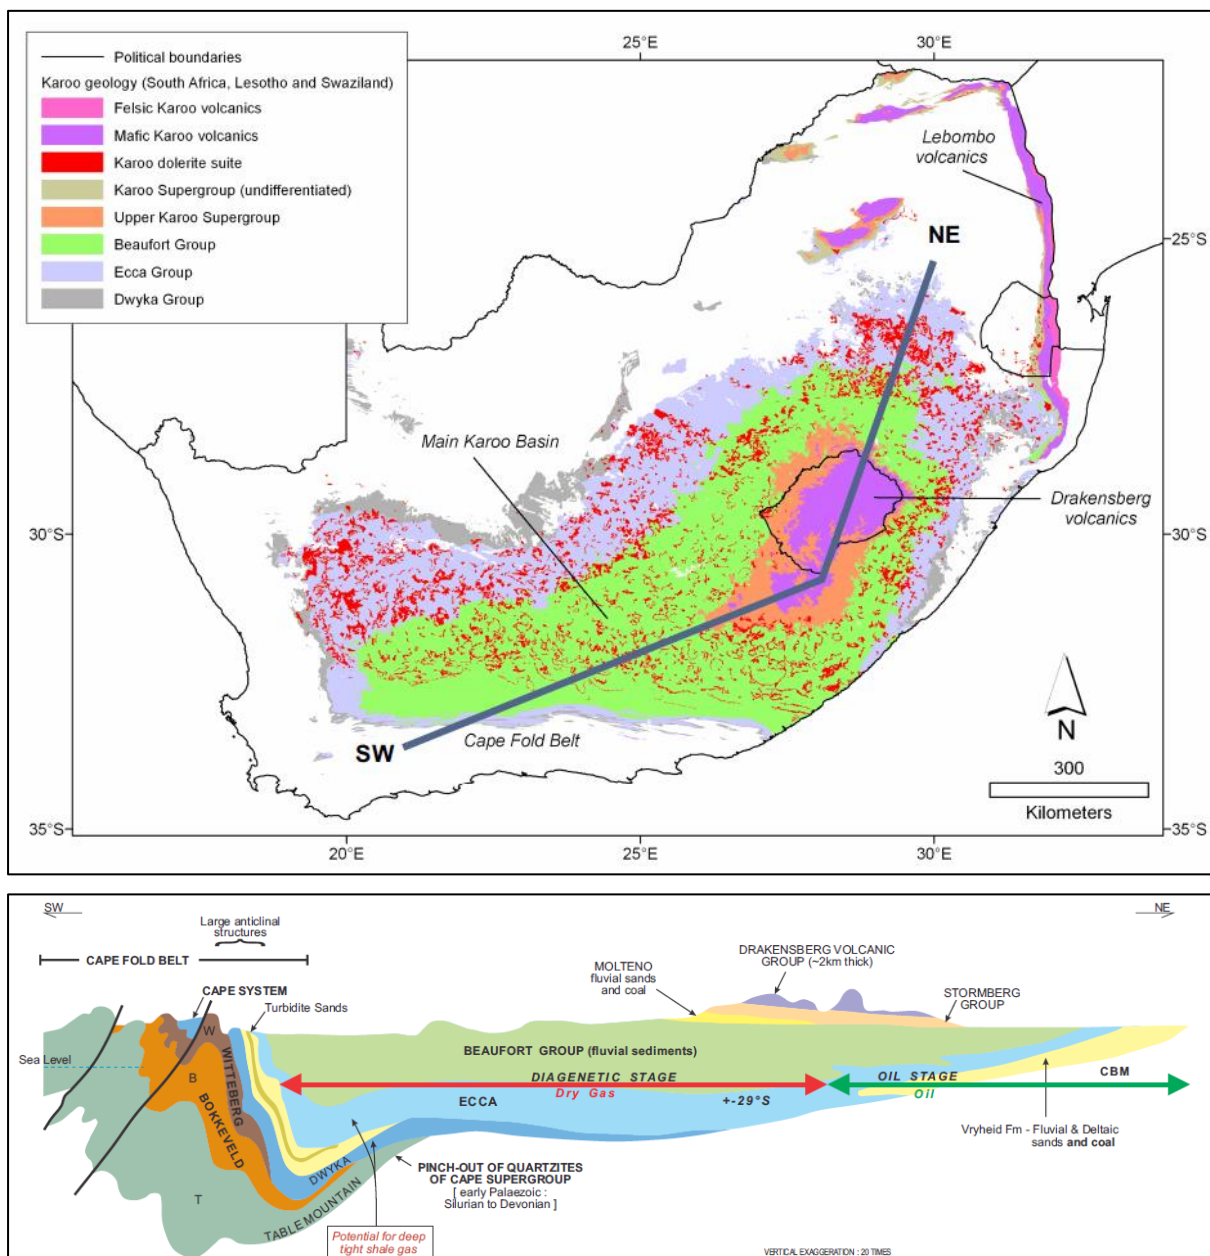 25°E
30°E
Political boundaries
Karoo geology (South Africa, Lesotho and Swaziland)
Felsic Karoo volcanics
Mafic Karoo volcanics
Karoo dolerite suite
Karoo Supergroup (undifferentiated)
Upper Karoo Supergroup
Beaufort Group
Ecca Group
Dwyka Group
Lebombo
volcanics
NE
25°S
Main Karoo Basin
Drakensberg
volcanics
30°S
30°S
N
SW
Cape Fold Belt
300
Kilometers
35°S
35°S
20°E
25°E
30°E
SW
NE
Large anticlinal
structures
CAPE FOLD BELT
CAPE SYSTEM
Turbidite Sands
MOLTENO
fluvial sands
and coal
DRAKENSBERG VOLCANIC
GROUP (~2km thick)
STORMBERG
GROUP
Sea Level
W
WITTEBERG
B
BOKKEVELD
T
BEAUFORT GROUP (fluvial sediments)
DIAGENETIC STAGE
Dry Gas
OIL STAGE
Oil
CBM
ECCA
+-29°S
Vryheid Fm - Fluvial & Deltaic
sands and coal
DWYKA
TABLE MOUNTAIN
PINCH-OUT OF QUARTZITES
OF CAPE SUPERGROUP
[ early Palaezoic :
Silurian to Devonian ]
Potential for deep
tight shale gas
VERTICAL EXAGGERATION : 20 TIMES